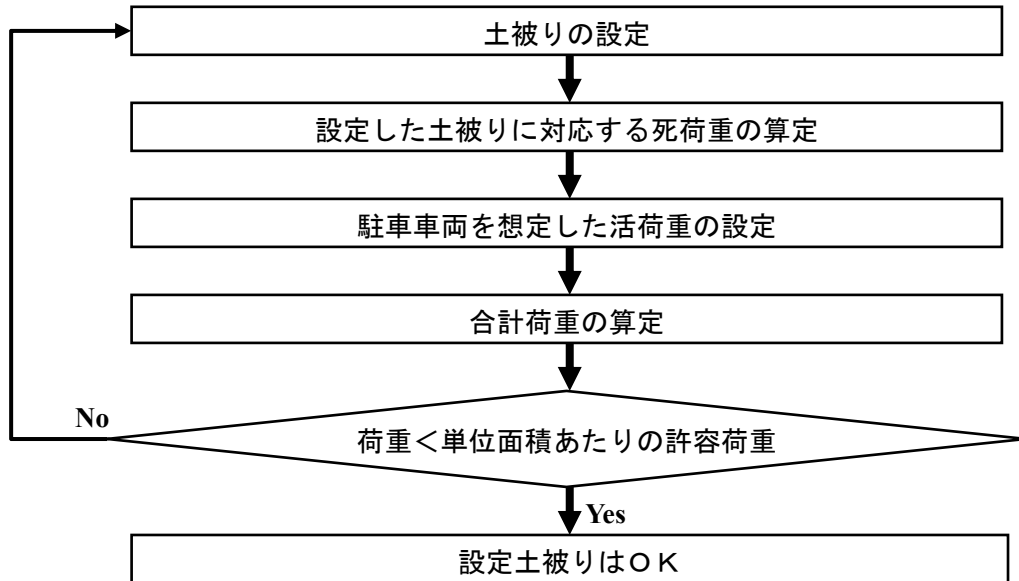 土被りの設定
設定した土被りに対応する死荷重の算定
駐車車両を想定した活荷重の設定
合計荷重の算定
No
荷重＜単位面積あたりの許容荷重
Yes
設定土被りはＯＫ